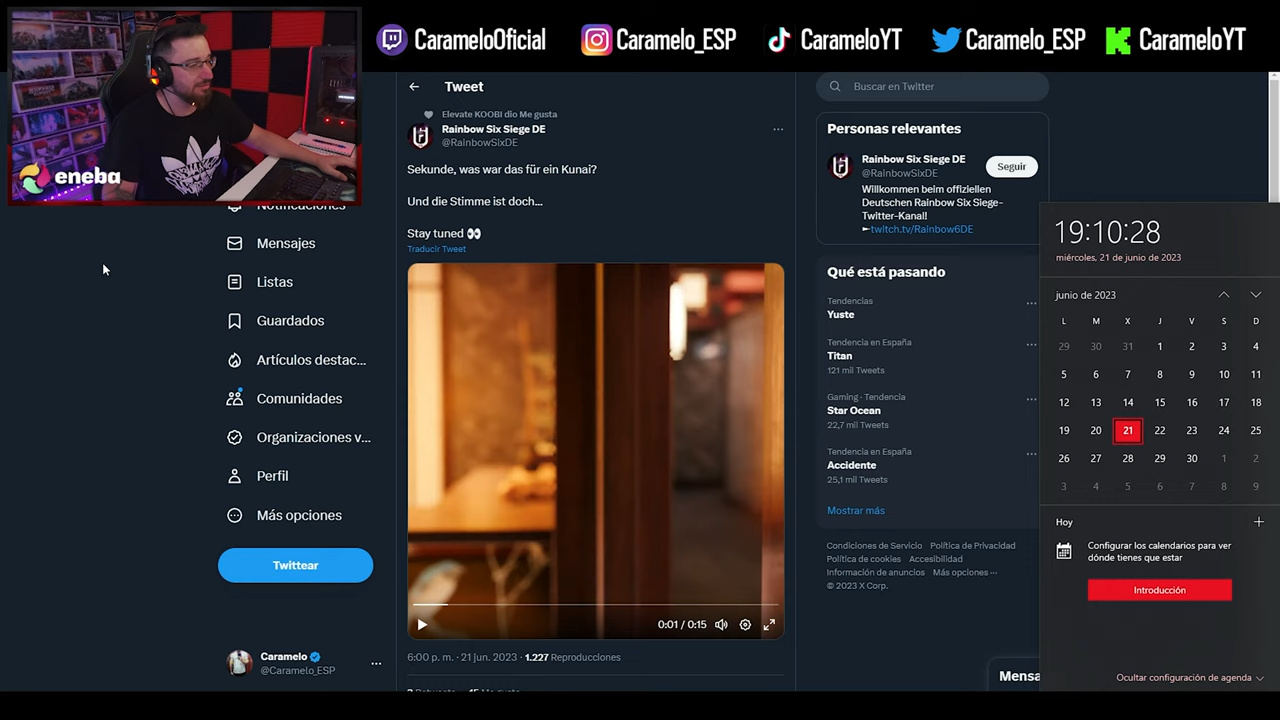 CarameloOficial
Caramelo_ESP
CarameloYT
Caramelo_ESP
CarameloYT
eneba
Notificaciones
Mensajes
Listas
Guardados
Artículos destac...
Comunidades
Organizaciones v...
Perfil
Más opciones
Twittear
Caramelo
@Caramelo_ESP
Tweet
Elevate KOOBI dio Me gusta
Rainbow Six Siege DE
@RainbowSixDE
Sekunde, was war das für ein Kunai?
Und die Stimme ist doch...
Stay tuned 👀
Traducir Tweet
0:01 / 0:15
6:00 p. m. · 21 jun. 2023 · 1.227 Reproducciones
Buscar en Twitter
Personas relevantes
Rainbow Six Siege DE
@RainbowSixDE
Seguir
Willkommen beim offiziellen
Deutschen Rainbow Six Siege-
Twitter-Kanal!
►twitch.tv/Rainbow6DE
Qué está pasando
Tendencias
Yuste
Tendencia en España
Titan
121 mil Tweets
Gaming · Tendencia
Star Ocean
22,7 mil Tweets
Tendencia en España
Accidente
25,1 mil Tweets
Mostrar más
Condiciones de Servicio Política de Privacidad
Política de cookies Accesibilidad
Información de anuncios Más opciones ···
© 2023 X Corp.
Mensa
19:10:28
miércoles, 21 de junio de 2023
junio de 2023
L M X J V S D
29 30 31 1 2 3 4
5 6 7 8 9 10 11
12 13 14 15 16 17 18
19 20 21 22 23 24 25
26 27 28 29 30 1 2
3 4 5 6 7 8 9
Hoy
Configurar los calendarios para ver
dónde tienes que estar
Introducción
Ocultar configuración de agenda